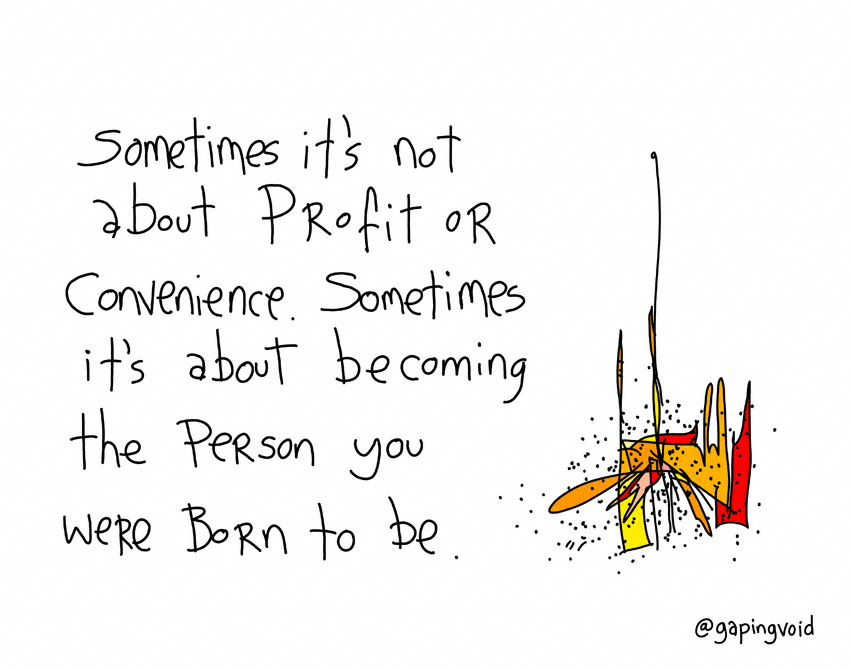 Sometimes it's not
about Profit or
Convenience. Sometimes
it's about becoming
the Person you
were Born to be.
@gapingvoid